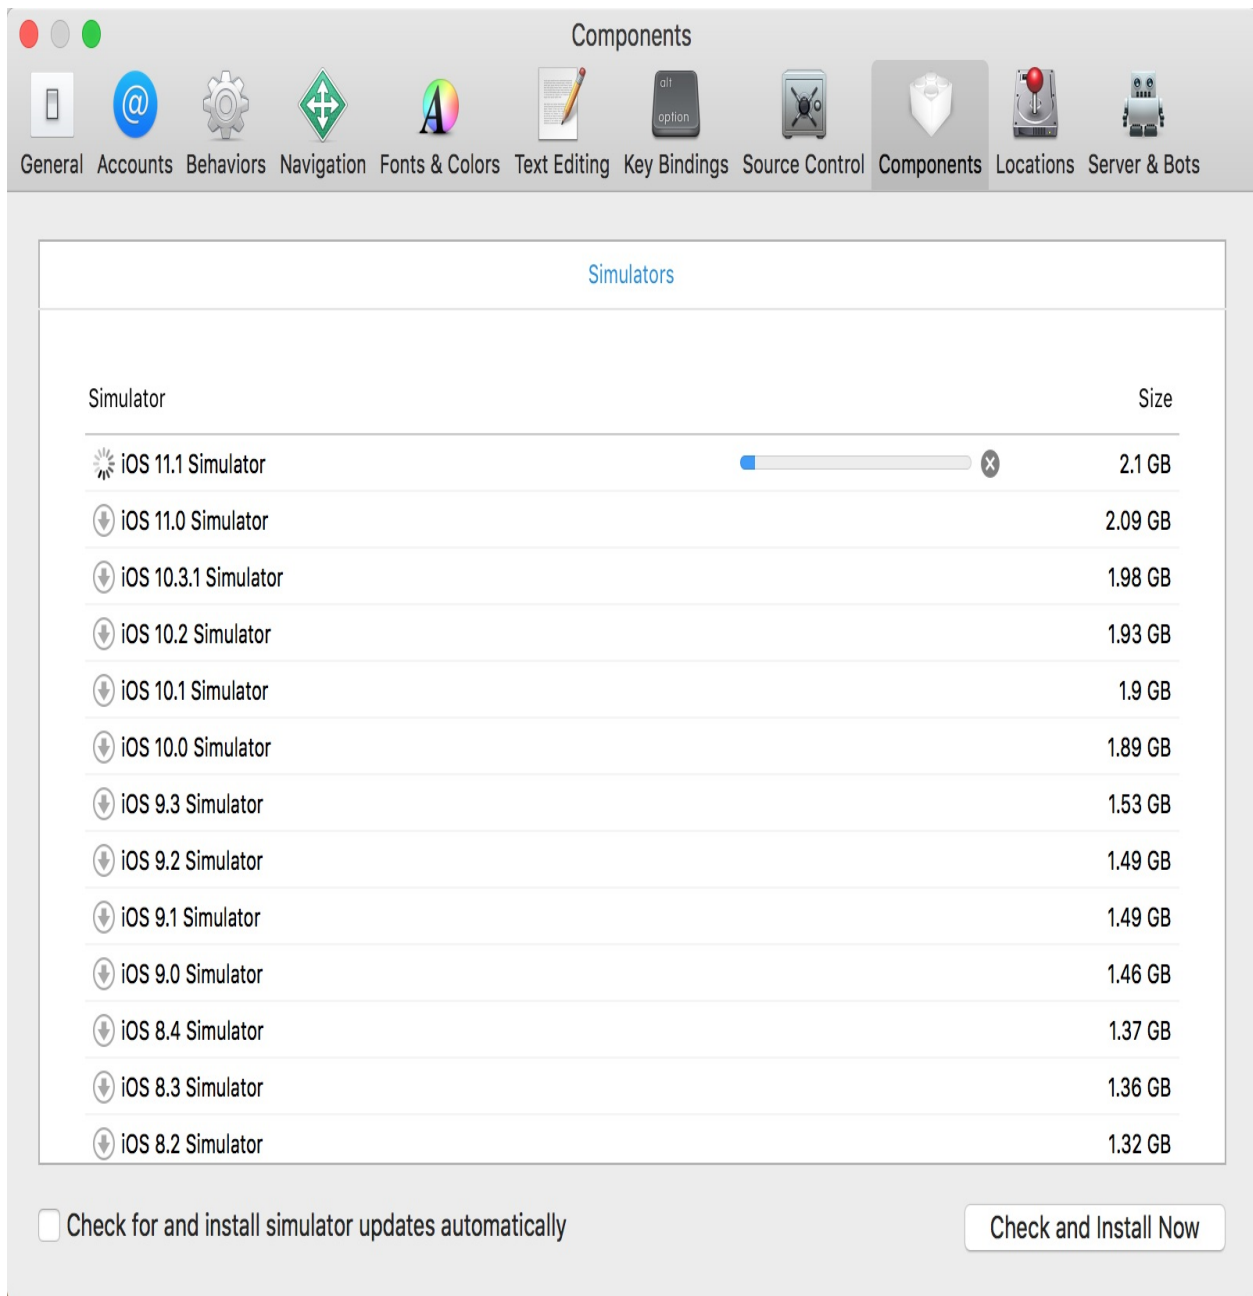 Components
alt
option
General Accounts Behaviors Navigation Fonts & Colors Text Editing Key Bindings Source Control Components Locations Server & Bots
Simulators
Simulator Size
iOS 11.1 Simulator 2.1 GB
iOS 11.0 Simulator 2.09 GB
iOS 10.3.1 Simulator 1.98 GB
iOS 10.2 Simulator 1.93 GB
iOS 10.1 Simulator 1.9 GB
iOS 10.0 Simulator 1.89 GB
iOS 9.3 Simulator 1.53 GB
iOS 9.2 Simulator 1.49 GB
iOS 9.1 Simulator 1.49 GB
iOS 9.0 Simulator 1.46 GB
iOS 8.4 Simulator 1.37 GB
iOS 8.3 Simulator 1.36 GB
iOS 8.2 Simulator 1.32 GB
Check for and install simulator updates automatically Check and Install Now